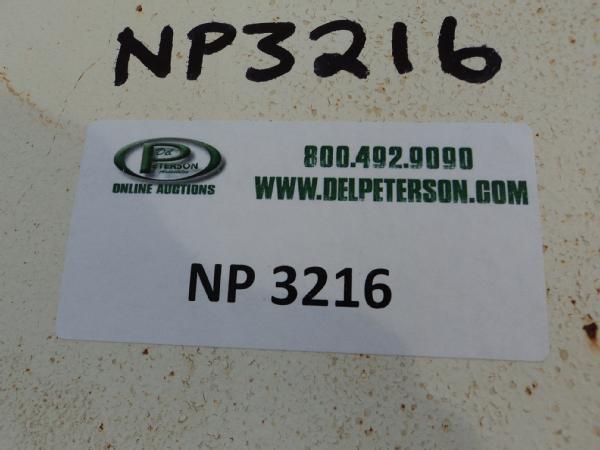 NP3216
Del
PETERSON
800.492.9090
ONLINE AUCTIONS
WWW.DELPETERSON.COM
NP 3216